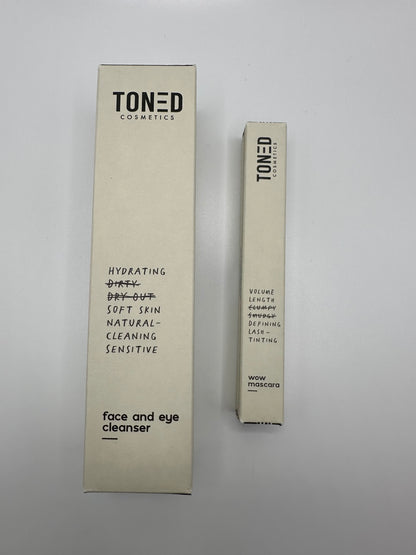 TONED
COSMETICS
HYDRATING
DIRTY
DRY OUT
SOFT SKIN
NATURAL-
CLEANING
SENSITIVE
face and eye
cleanser
TONED
COSMETICS
VOLUME
LENGTH
CLUMPY
SMUDGY
DEFINING
LASH-
TINTING
wow
mascara